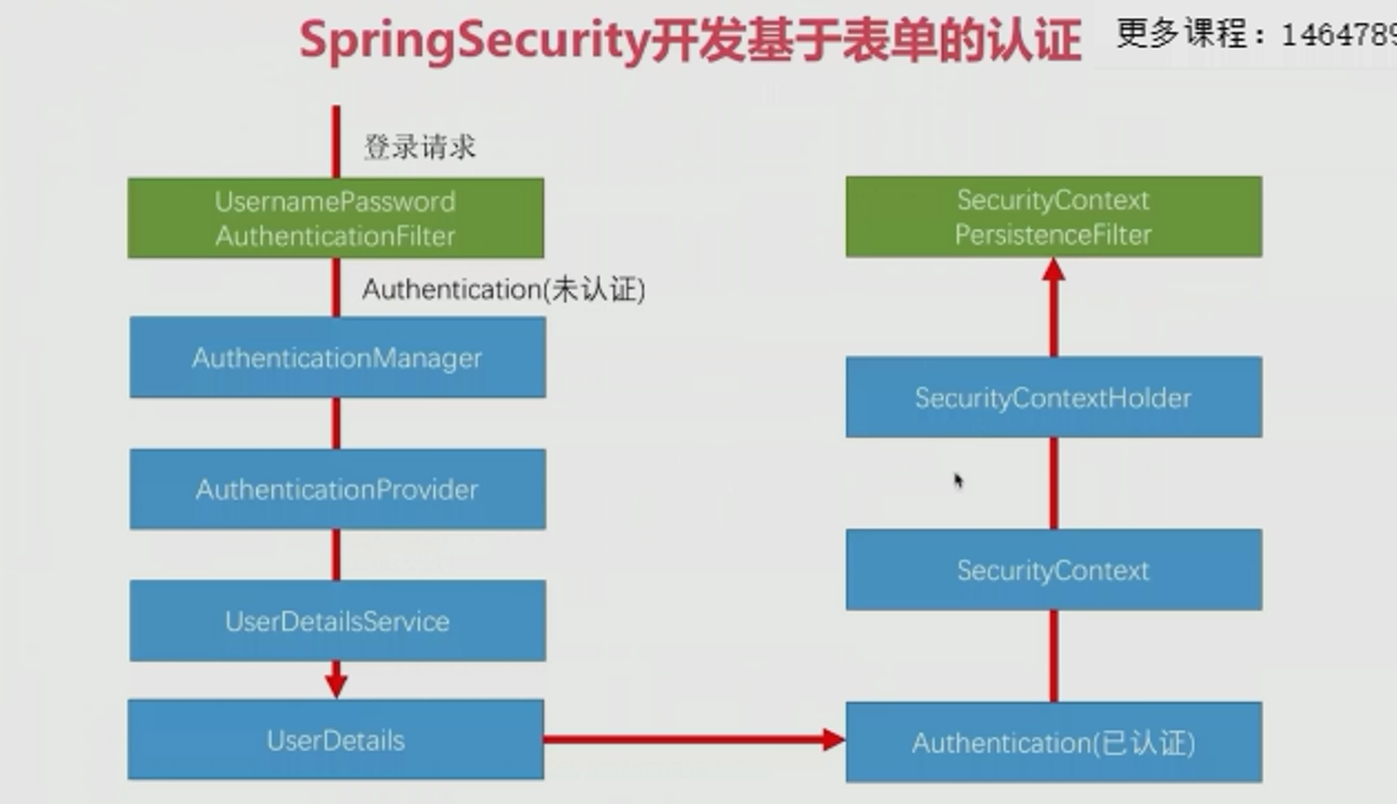 SpringSecurity开发基于表单的认证
更多课程：1464789
登录请求
UsernamePassword
AuthenticationFilter
Authentication(未认证)
AuthenticationManager
AuthenticationProvider
UserDetailsService
UserDetails
SecurityContext
PersistenceFilter
SecurityContextHolder
SecurityContext
Authentication(已认证)